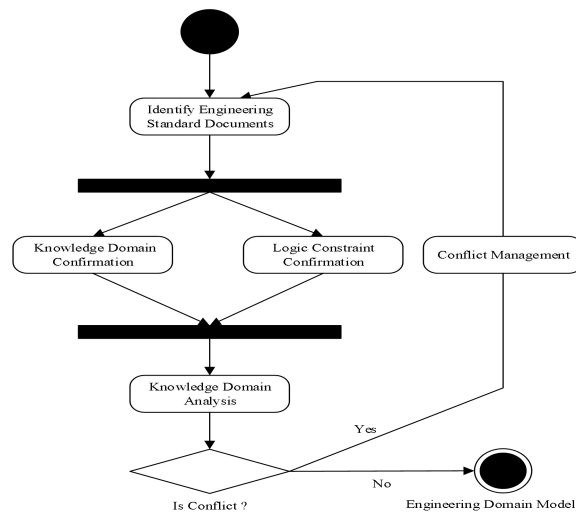 Identify Engineering
Standard Documents
Knowledge Domain
Confirmation
Logic Constraint
Confirmation
Conflict Management
Knowledge Domain
Analysis
Yes
No
Is Conflict ?
Engineering Domain Model